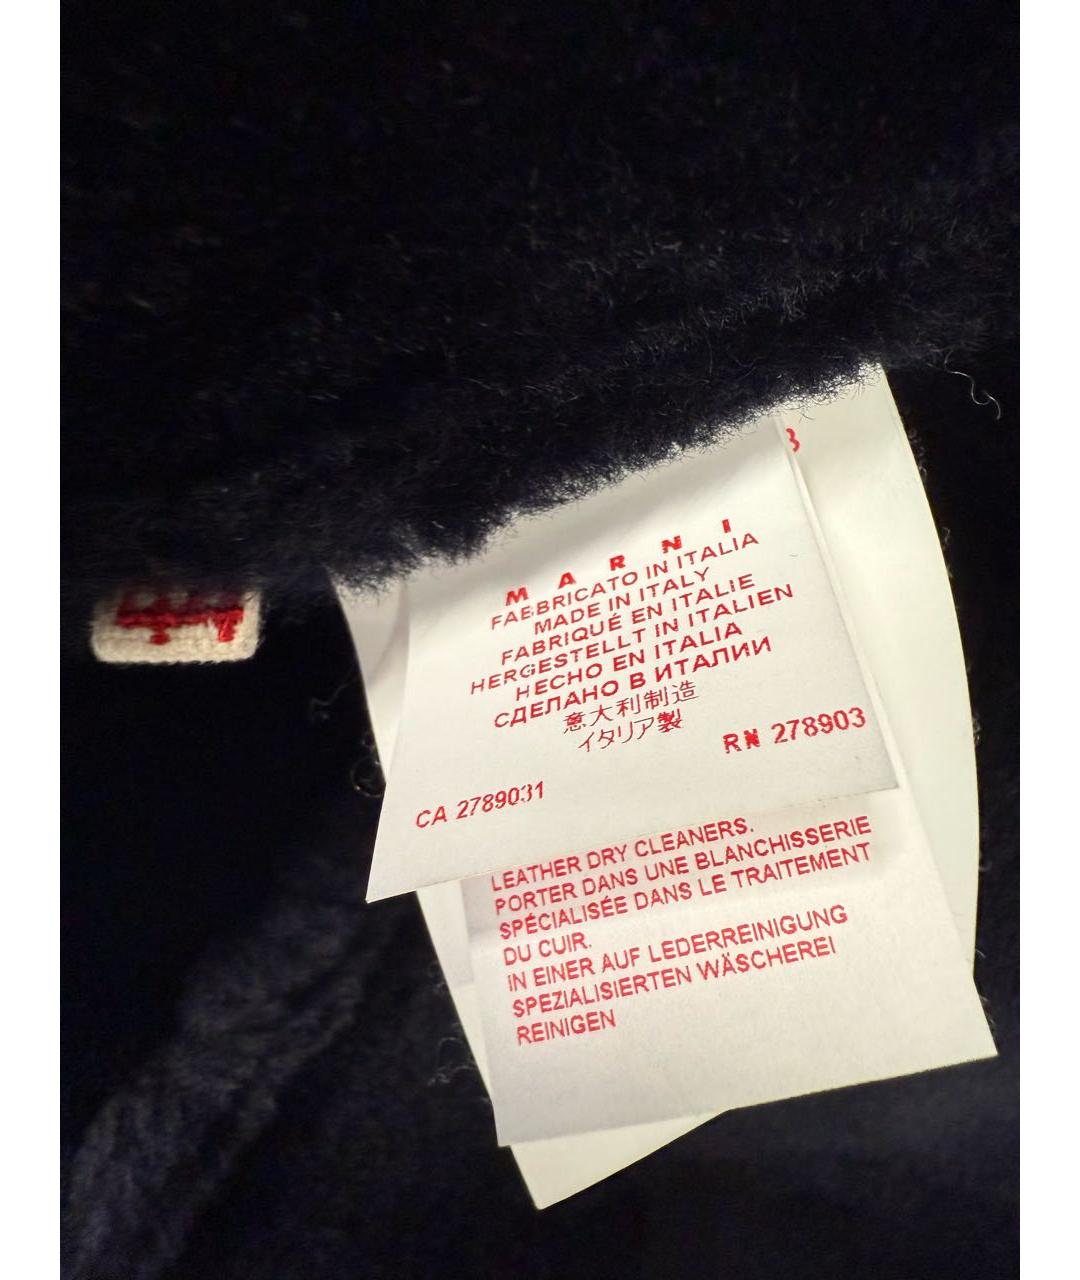 MARNI
FABBRICATO IN ITALIA
MADE IN ITALY
FABRIQUÉ EN ITALIE
HERGESTELLT IN ITALIEN
HECHO EN ITALIA
СДЕЛАНО В ИТАЛИИ
意大利制造
イタリア製
RN 278903
CA 2789031
LEATHER DRY CLEANERS.
PORTER DANS UNE BLANCHISSERIE
SPÉCIALISÉE DANS LE TRAITEMENT
DU CUIR.
IN EINER AUF LEDERREINIGUNG
SPEZIALISIERTEN WÄSCHEREI
REINIGEN